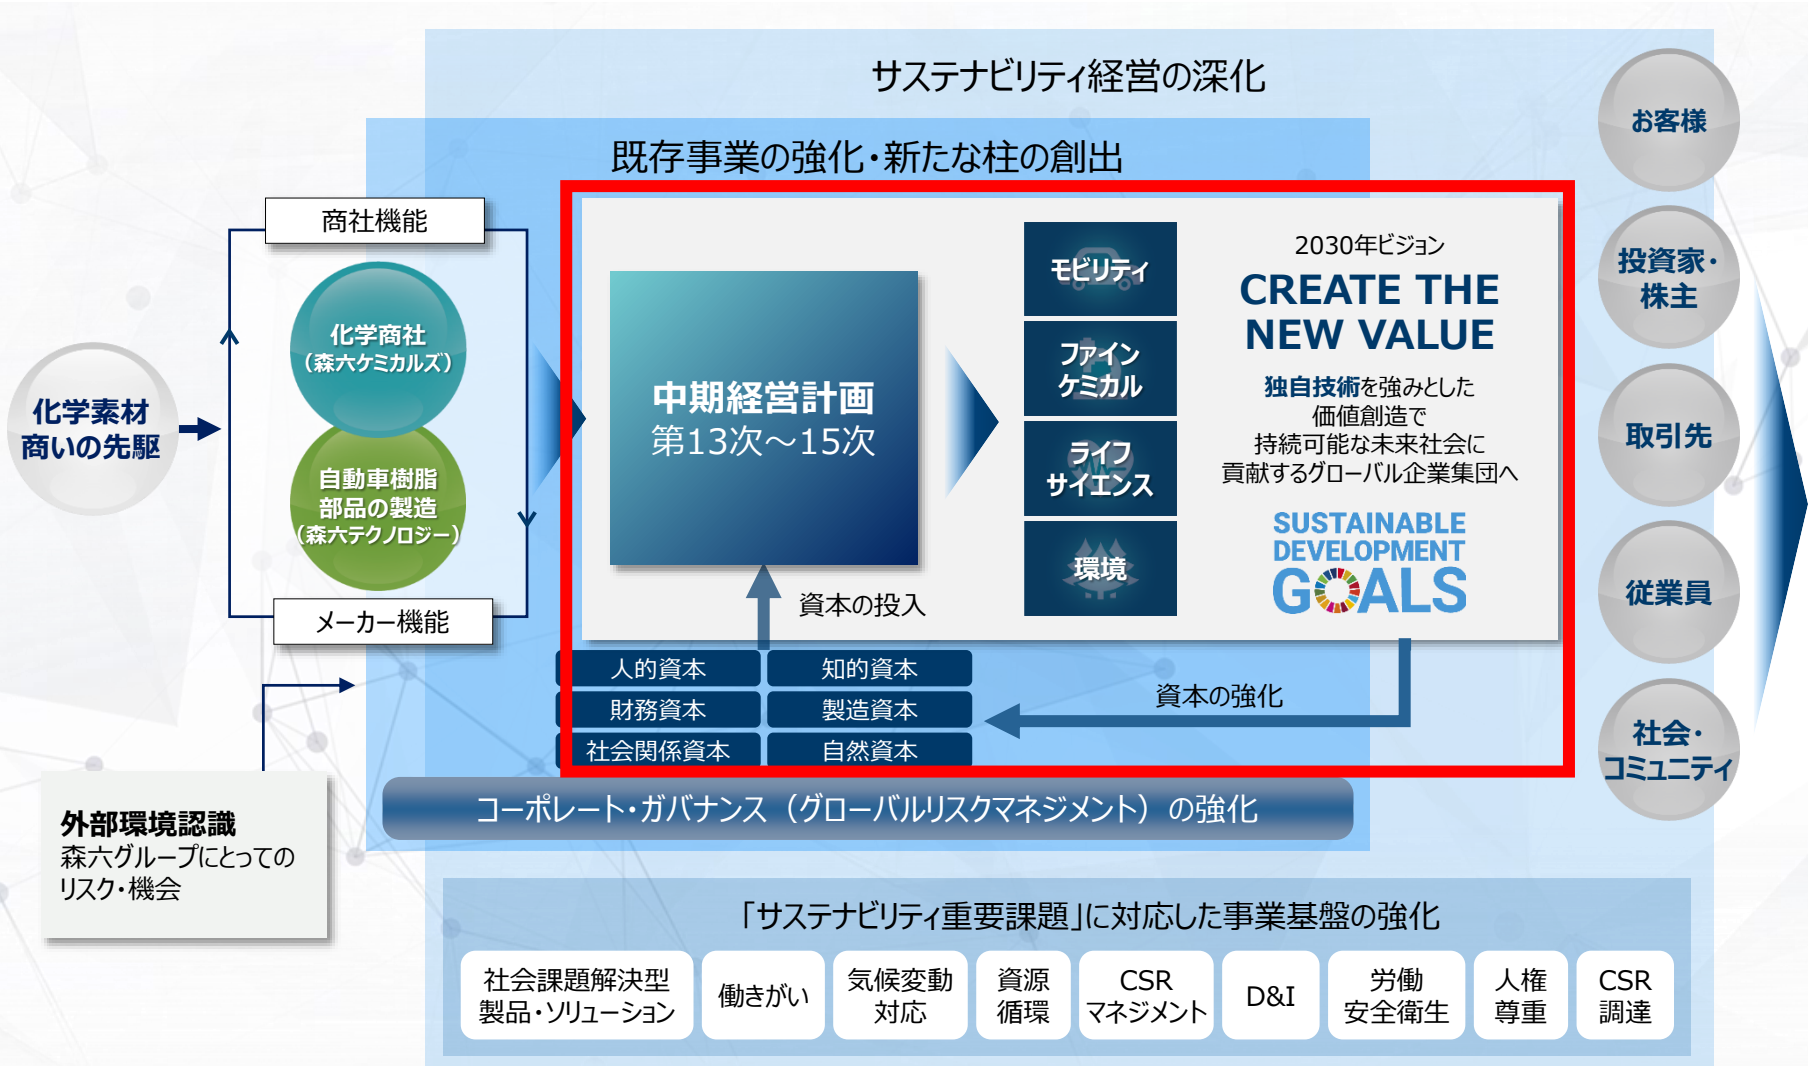 サステナビリティ経営の深化
既存事業の強化・新たな柱の創出
商社機能
化学商社
（森六ケミカルズ）
自動車樹脂
部品の製造
（森六テクノロジー）
メーカー機能
化学素材
商いの先駆
外部環境認識
森六グループにとっての
リスク・機会
中期経営計画
第13次～15次
モビリティ
ファイン
ケミカル
ライフ
サイエンス
環境
2030年ビジョン
CREATE THE
NEW VALUE
独自技術を強みとした
価値創造で
持続可能な未来社会に
貢献するグローバル企業集団へ
SUSTAINABLE
DEVELOPMENT
GOALS
資本の投入
人的資本
知的資本
財務資本
製造資本
社会関係資本
自然資本
資本の強化
コーポレート・ガバナンス（グローバルリスクマネジメント）の強化
「サステナビリティ重要課題」に対応した事業基盤の強化
社会課題解決型
製品・ソリューション
働きがい
気候変動
対応
資源
循環
CSR
マネジメント
D&I
労働
安全衛生
人権
尊重
CSR
調達
お客様
投資家・
株主
取引先
従業員
社会・
コミュニティ